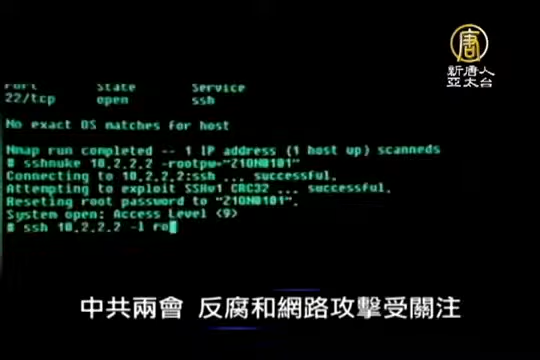 唐
新唐人
亞太台
Port State Service
22/tcp open ssh
No exact OS matches for host
Nmap run completed -- 1 IP address (1 host up) scanneds
# sshnuke 10.2.2.2 -rootpw="Z1ON0101"
Connecting to 10.2.2.2:ssh ... successful.
Attempting to exploit SSHv1 CRC32 ... successful.
Reseting root password to "Z1ON0101".
System open: Access Level <9>
# ssh 10.2.2.2 -l ro
中共兩會 反腐和網路攻擊受關注